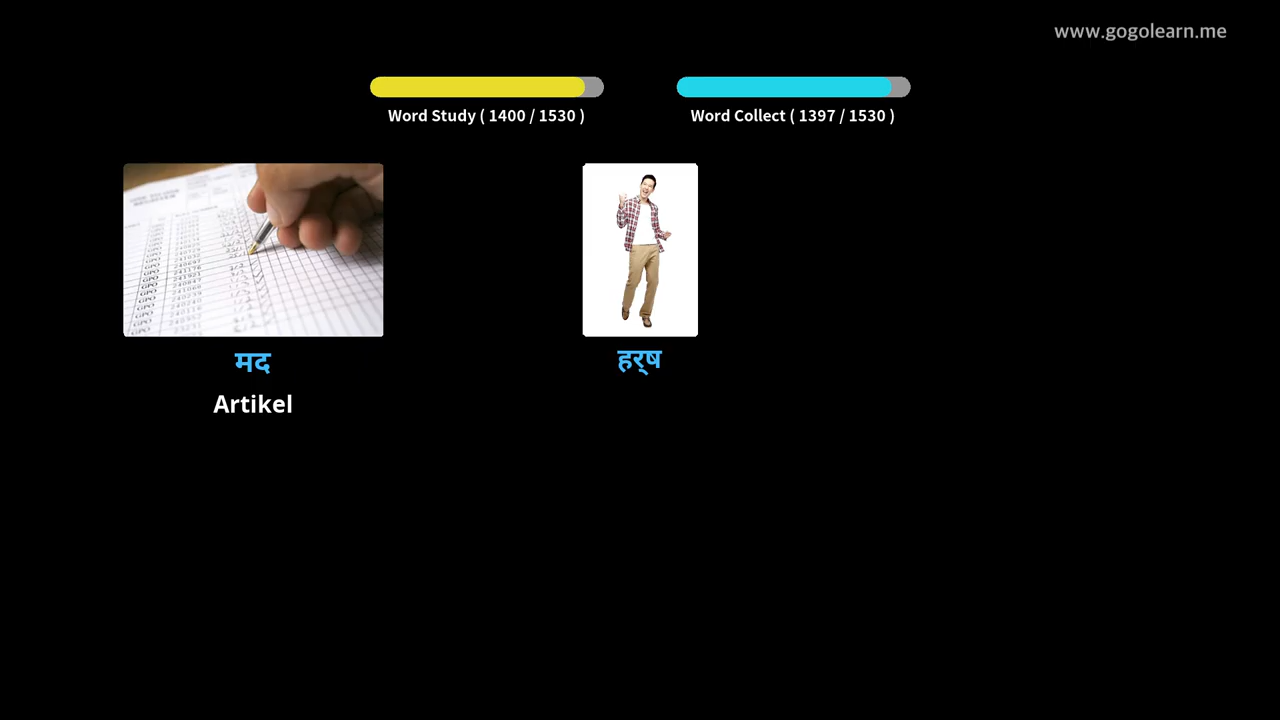 www.gogolearn.me
Word Study ( 1400 / 1530 )
Word Collect ( 1397 / 1530 )
मद
हर्ष
Artikel